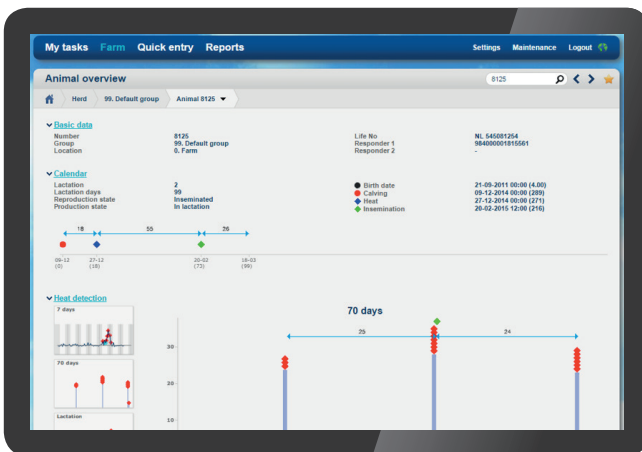 My tasks Farm Quick entry Reports Settings Maintenance Logout
Animal overview 8125
Herd 99. Default group Animal 8125
Basic data
Number 8125 Life No NL 545081254
Group 99. Default group Responder 1 984000001815561
Location 0. Farm Responder 2 -
Calendar
Lactation 2 Birth date 21-09-2011 00:00 (4.00)
Lactation days 99 Calving 09-12-2014 00:00 (289)
Reproduction state Inseminated Heat 27-12-2014 00:00 (271)
Production state In lactation Insemination 20-02-2015 12:00 (216)
18 55 26
09-12 27-12 20-02 18-03
(0) (18) (73) (99)
Heat detection
7 days
70 days
25 24
30
70 days
20
Lactation
10